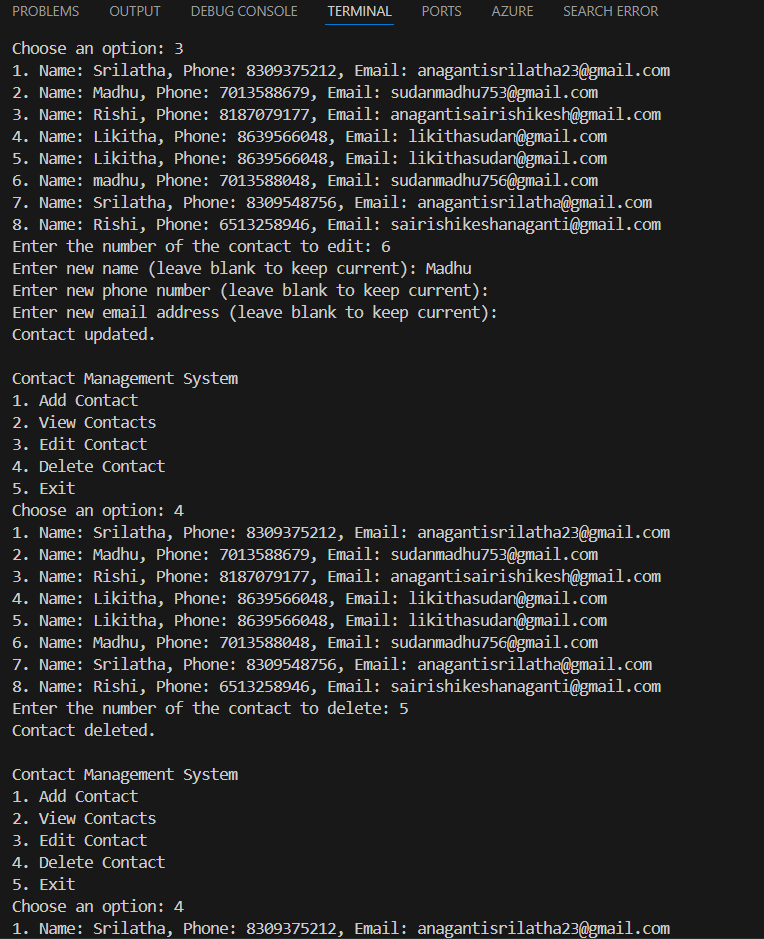 PROBLEMS OUTPUT DEBUG CONSOLE TERMINAL PORTS AZURE SEARCH ERROR
Choose an option: 3
1. Name: Srilatha, Phone: 8309375212, Email: anagantisrilatha23@gmail.com
2. Name: Madhu, Phone: 7013588679, Email: sudanmadhu753@gmail.com
3. Name: Rishi, Phone: 8187079177, Email: anagantisairishikesh@gmail.com
4. Name: Likitha, Phone: 8639566048, Email: likithasudan@gmail.com
5. Name: Likitha, Phone: 8639566048, Email: likithasudan@gmail.com
6. Name: madhu, Phone: 7013588048, Email: sudanmadhu756@gmail.com
7. Name: Srilatha, Phone: 8309548756, Email: anagantisrilatha@gmail.com
8. Name: Rishi, Phone: 6513258946, Email: sairishikeshanaganti@gmail.com
Enter the number of the contact to edit: 6
Enter new name (leave blank to keep current): Madhu
Enter new phone number (leave blank to keep current):
Enter new email address (leave blank to keep current):
Contact updated.
Contact Management System
1. Add Contact
2. View Contacts
3. Edit Contact
4. Delete Contact
5. Exit
Choose an option: 4
1. Name: Srilatha, Phone: 8309375212, Email: anagantisrilatha23@gmail.com
2. Name: Madhu, Phone: 7013588679, Email: sudanmadhu753@gmail.com
3. Name: Rishi, Phone: 8187079177, Email: anagantisairishikesh@gmail.com
4. Name: Likitha, Phone: 8639566048, Email: likithasudan@gmail.com
5. Name: Likitha, Phone: 8639566048, Email: likithasudan@gmail.com
6. Name: Madhu, Phone: 7013588048, Email: sudanmadhu756@gmail.com
7. Name: Srilatha, Phone: 8309548756, Email: anagantisrilatha@gmail.com
8. Name: Rishi, Phone: 6513258946, Email: sairishikeshanaganti@gmail.com
Enter the number of the contact to delete: 5
Contact deleted.
Contact Management System
1. Add Contact
2. View Contacts
3. Edit Contact
4. Delete Contact
5. Exit
Choose an option: 4
1. Name: Srilatha, Phone: 8309375212, Email: anagantisrilatha23@gmail.com